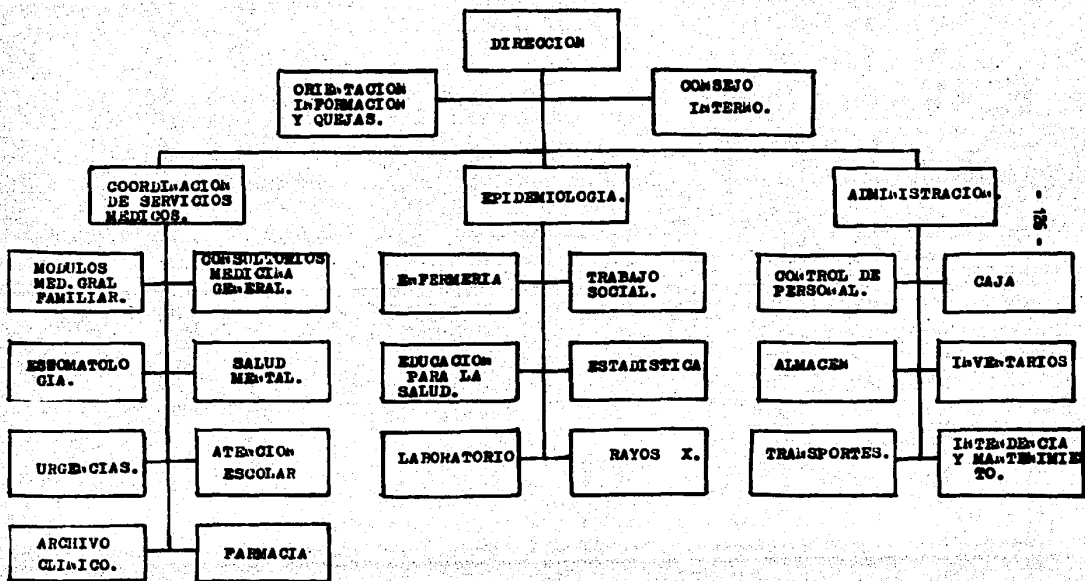 DIRECCION
ORIENTACION
INFORMACION
Y QUEJAS.
CONSEJO
INTERNO.
COORDINACION
DE SERVICIOS
MEDICOS.
EPIDEMIOLOGIA.
ADMINISTRACION.
- 126 -
MODULOS
MED. GRAL
FAMILIAR.
CONSULTORIOS
MEDICINA
GENERAL.
ENFERMERIA
TRABAJO
SOCIAL.
CONTROL DE
PERSONAL.
CAJA
ESTOMATOLO
GIA.
SALUD
MENTAL.
EDUCACION
PARA LA
SALUD.
ESTADISTICA
ALMACEN
INVENTARIOS
URGENCIAS.
ATENCION
ESCOLAR
LABORATORIO
RAYOS X.
TRANSPORTES.
INTENDENCIA
Y MANTENIMIEN
TO.
ARCHIVO
CLINICO.
FARMACIA